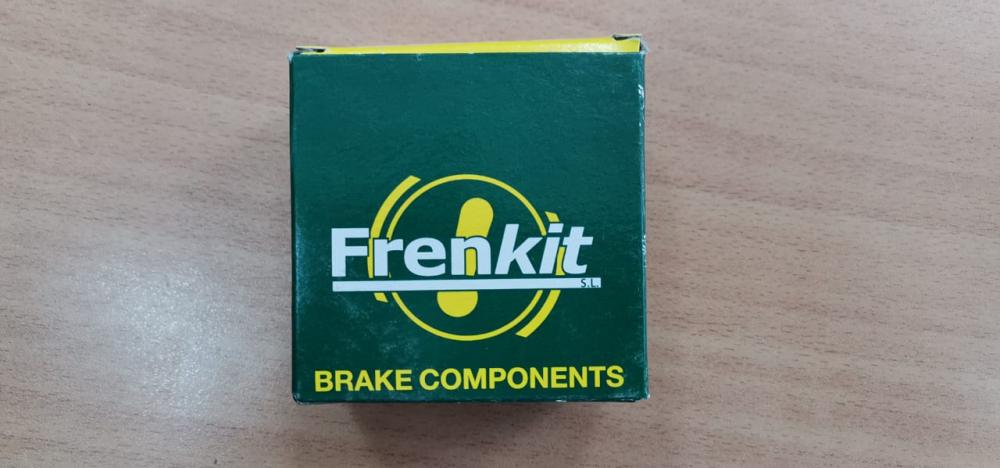 Frenkit
S.L.
BRAKE COMPONENTS